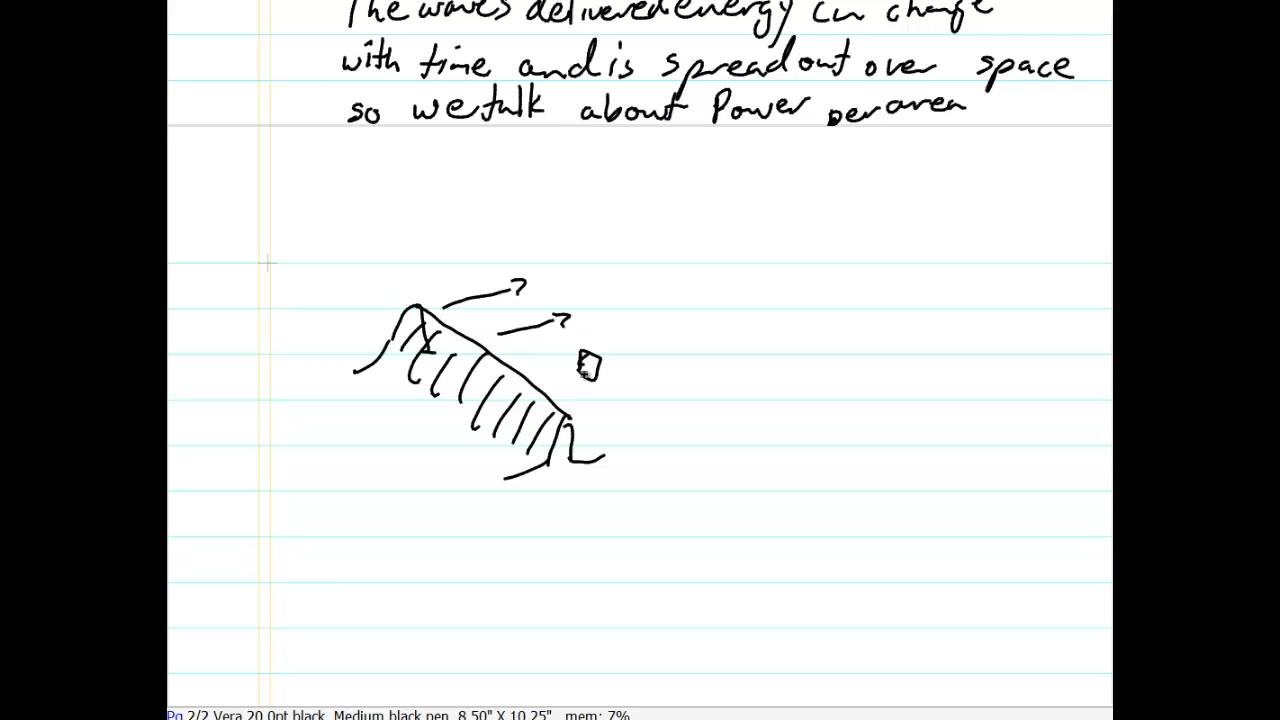 The waves delivered energy can change
with time and is spread out over space
so we talk about Power per area
Pg 2/2 Vera 20.0pt black, Medium black pen, 8.50" X 10.25" mem: 7%